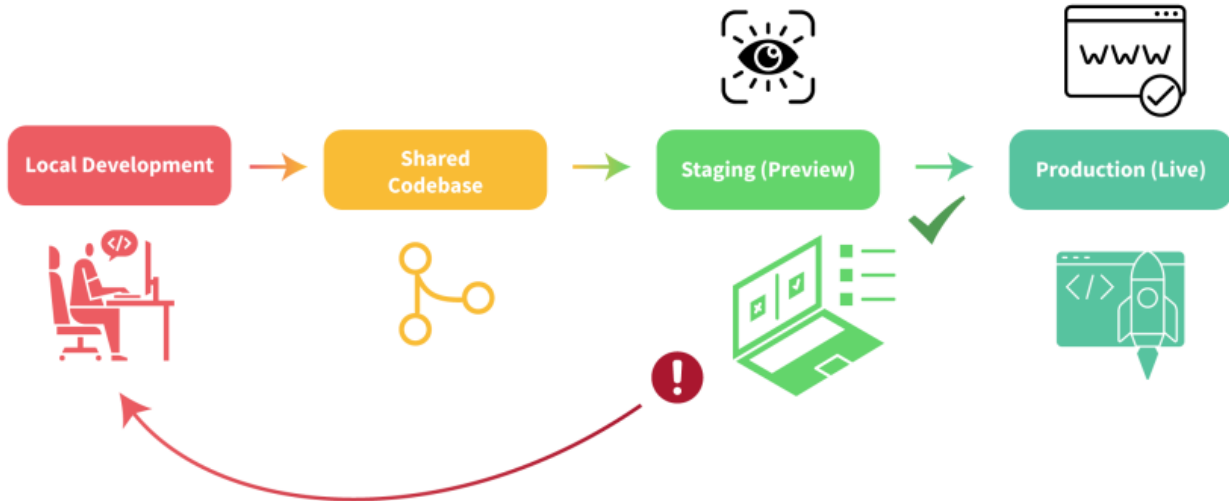 WWW
Local Development
Shared
Codebase
Staging (Preview)
Production (Live)
</>
</>
!